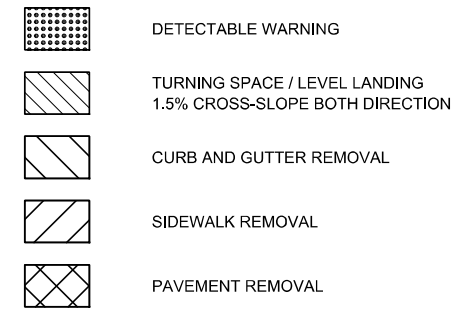 DETECTABLE WARNING
TURNING SPACE / LEVEL LANDING
1.5% CROSS-SLOPE BOTH DIRECTION
CURB AND GUTTER REMOVAL
SIDEWALK REMOVAL
PAVEMENT REMOVAL